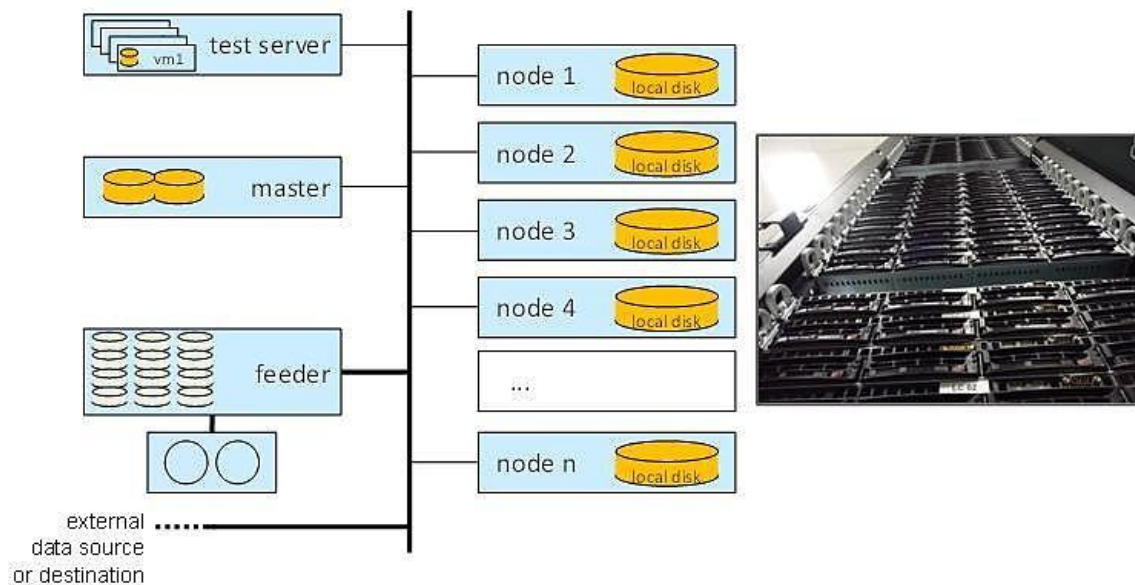 test server
vm1
master
feeder
external
data source
or destination
node 1
local disk
node 2
local disk
node 3
local disk
node 4
local disk
...
node n
local disk